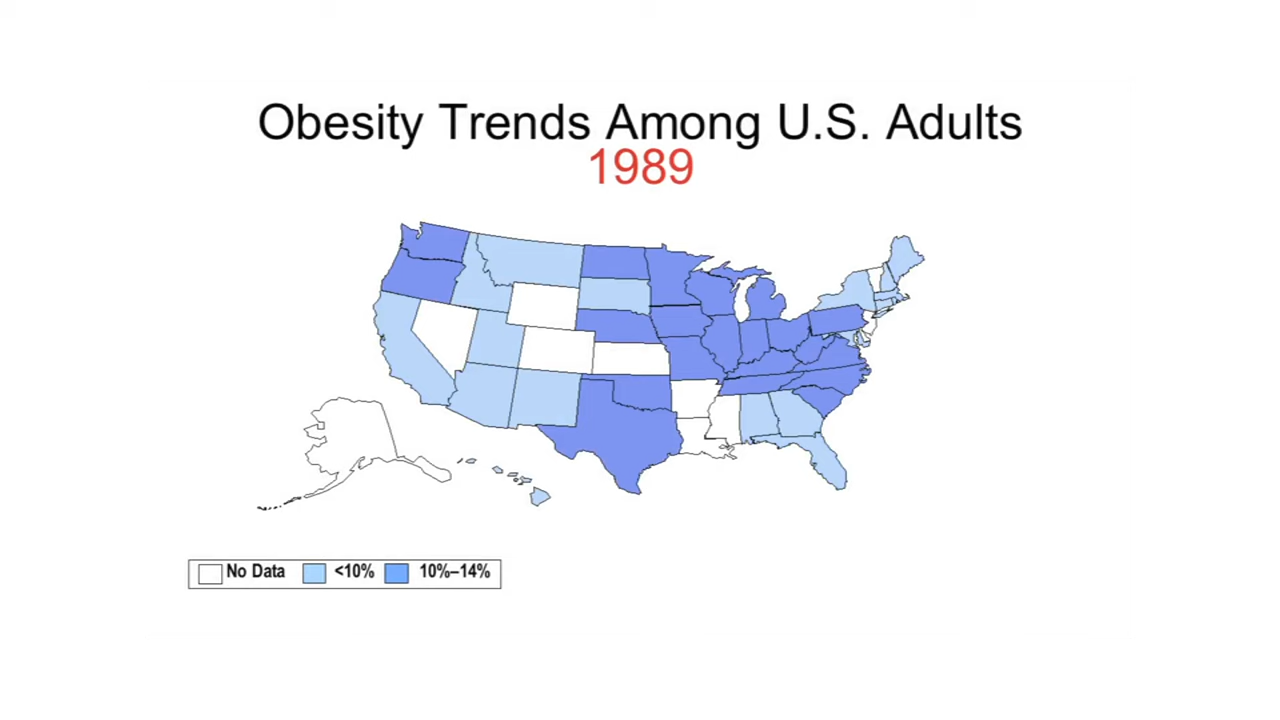 Obesity Trends Among U.S. Adults
1989
No Data <10% 10%–14%